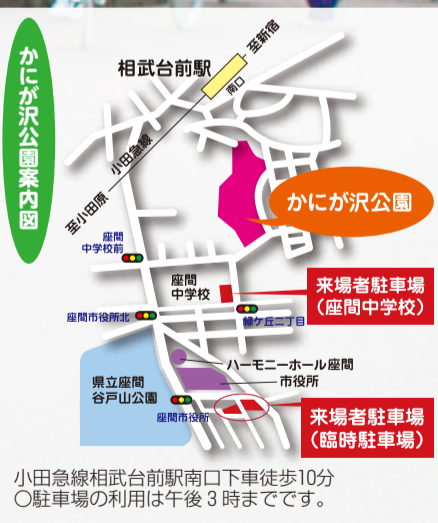 かにが沢公園案内図
至新宿
相武台前駅
南口
小田急線
至小田原
かにが沢公園
座間
中学校前
座間
中学校
来場者駐車場
(座間中学校)
座間市役所北
緑ケ丘二丁目
ハーモニーホール座間
市役所
県立座間
谷戸山公園
座間市役所
来場者駐車場
(臨時駐車場)
小田急線相武台前駅南口下車徒歩10分
○駐車場の利用は午後3時までです。